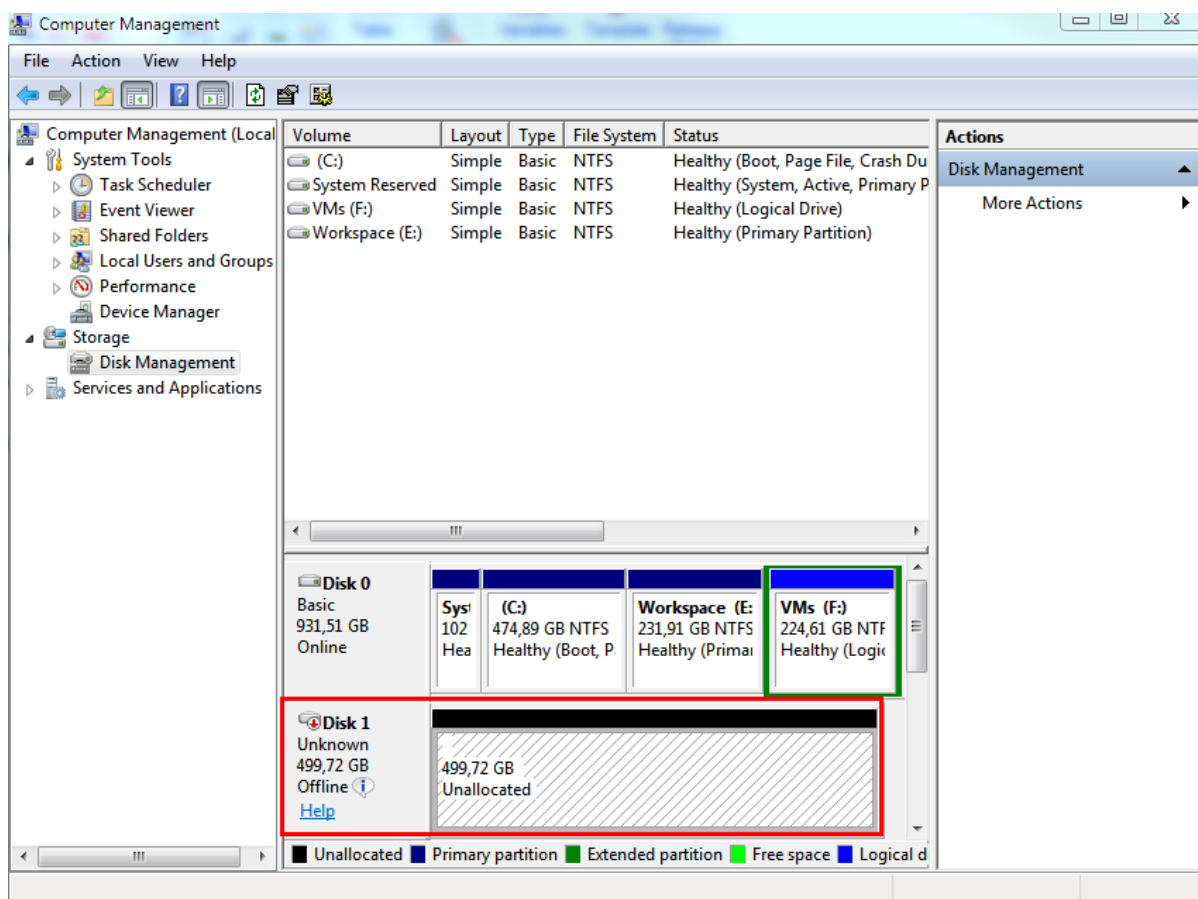 Computer Management
File Action View Help
Computer Management (Local
System Tools
Task Scheduler
Event Viewer
Shared Folders
Local Users and Groups
Performance
Device Manager
Storage
Disk Management
Services and Applications
Volume Layout Type File System Status
(C:) Simple Basic NTFS Healthy (Boot, Page File, Crash Du
System Reserved Simple Basic NTFS Healthy (System, Active, Primary P
VMs (F:) Simple Basic NTFS Healthy (Logical Drive)
Workspace (E:) Simple Basic NTFS Healthy (Primary Partition)
Disk 0
Basic
931,51 GB
Online
Syst
102
Hea
(C:)
474,89 GB NTFS
Healthy (Boot, P
Workspace (E:
231,91 GB NTFS
Healthy (Primar
VMs (F:)
224,61 GB NTF
Healthy (Logic
Disk 1
Unknown
499,72 GB
Offline
Help
499,72 GB
Unallocated
Unallocated Primary partition Extended partition Free space Logical d
Actions
Disk Management
More Actions